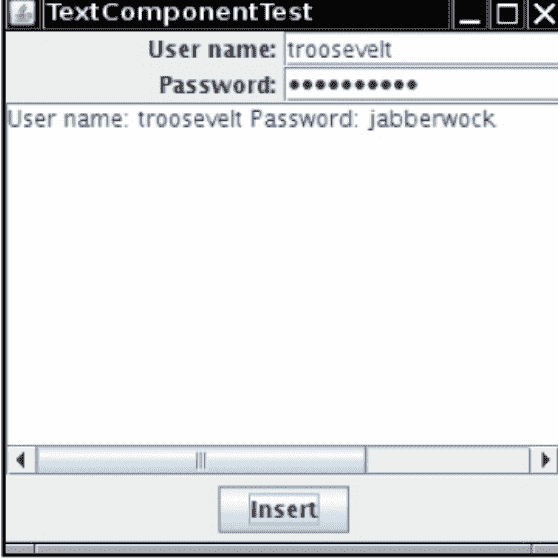 TextComponentTest
User name: troosevelt
Password: ••••••••••
User name: troosevelt Password: jabberwock
Insert